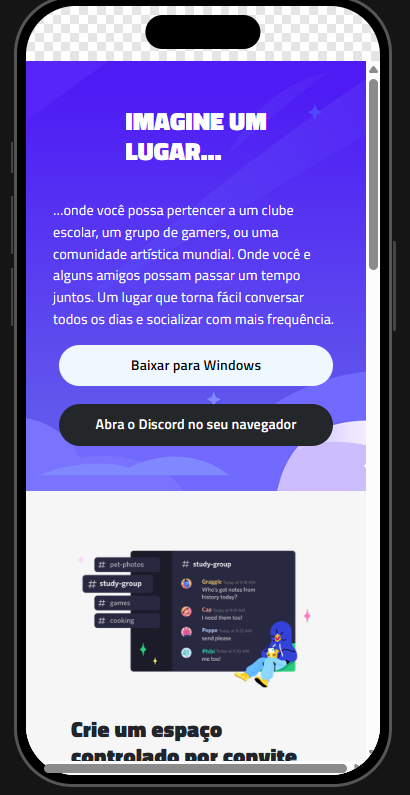 IMAGINE UM
LUGAR...
...onde você possa pertencer a um clube
escolar, um grupo de gamers, ou uma
comunidade artística mundial. Onde você e
alguns amigos possam passar um tempo
juntos. Um lugar que torna fácil conversar
todos os dias e socializar com mais frequência.
Baixar para Windows
Abra o Discord no seu navegador
# pet-photos
# study-group
# games
# cooking
# study-group
Graggle Today at 9:18 AM
Who's got notes from
history today?
Cap Today at 9:18 AM
I need them too!
Peppe Today at 9:22 AM
send please
Phibi Today at 9:22 AM
me too!
Crie um espaço
controlado por convite